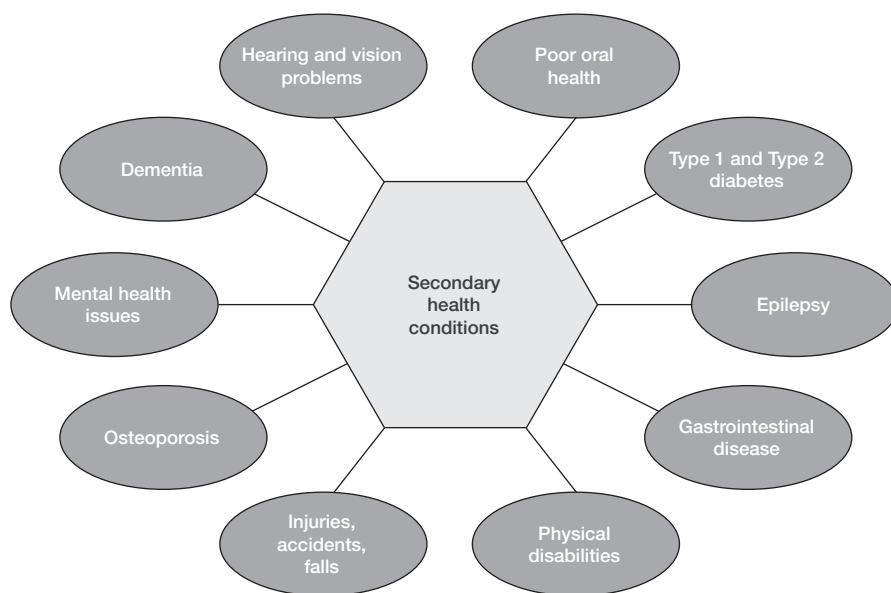 Hearing and vision
problems
Poor oral
health
Dementia
Type 1 and Type 2
diabetes
Mental health
issues
Secondary
health
conditions
Epilepsy
Osteoporosis
Gastrointestinal
disease
Injuries,
accidents,
falls
Physical
disabilities